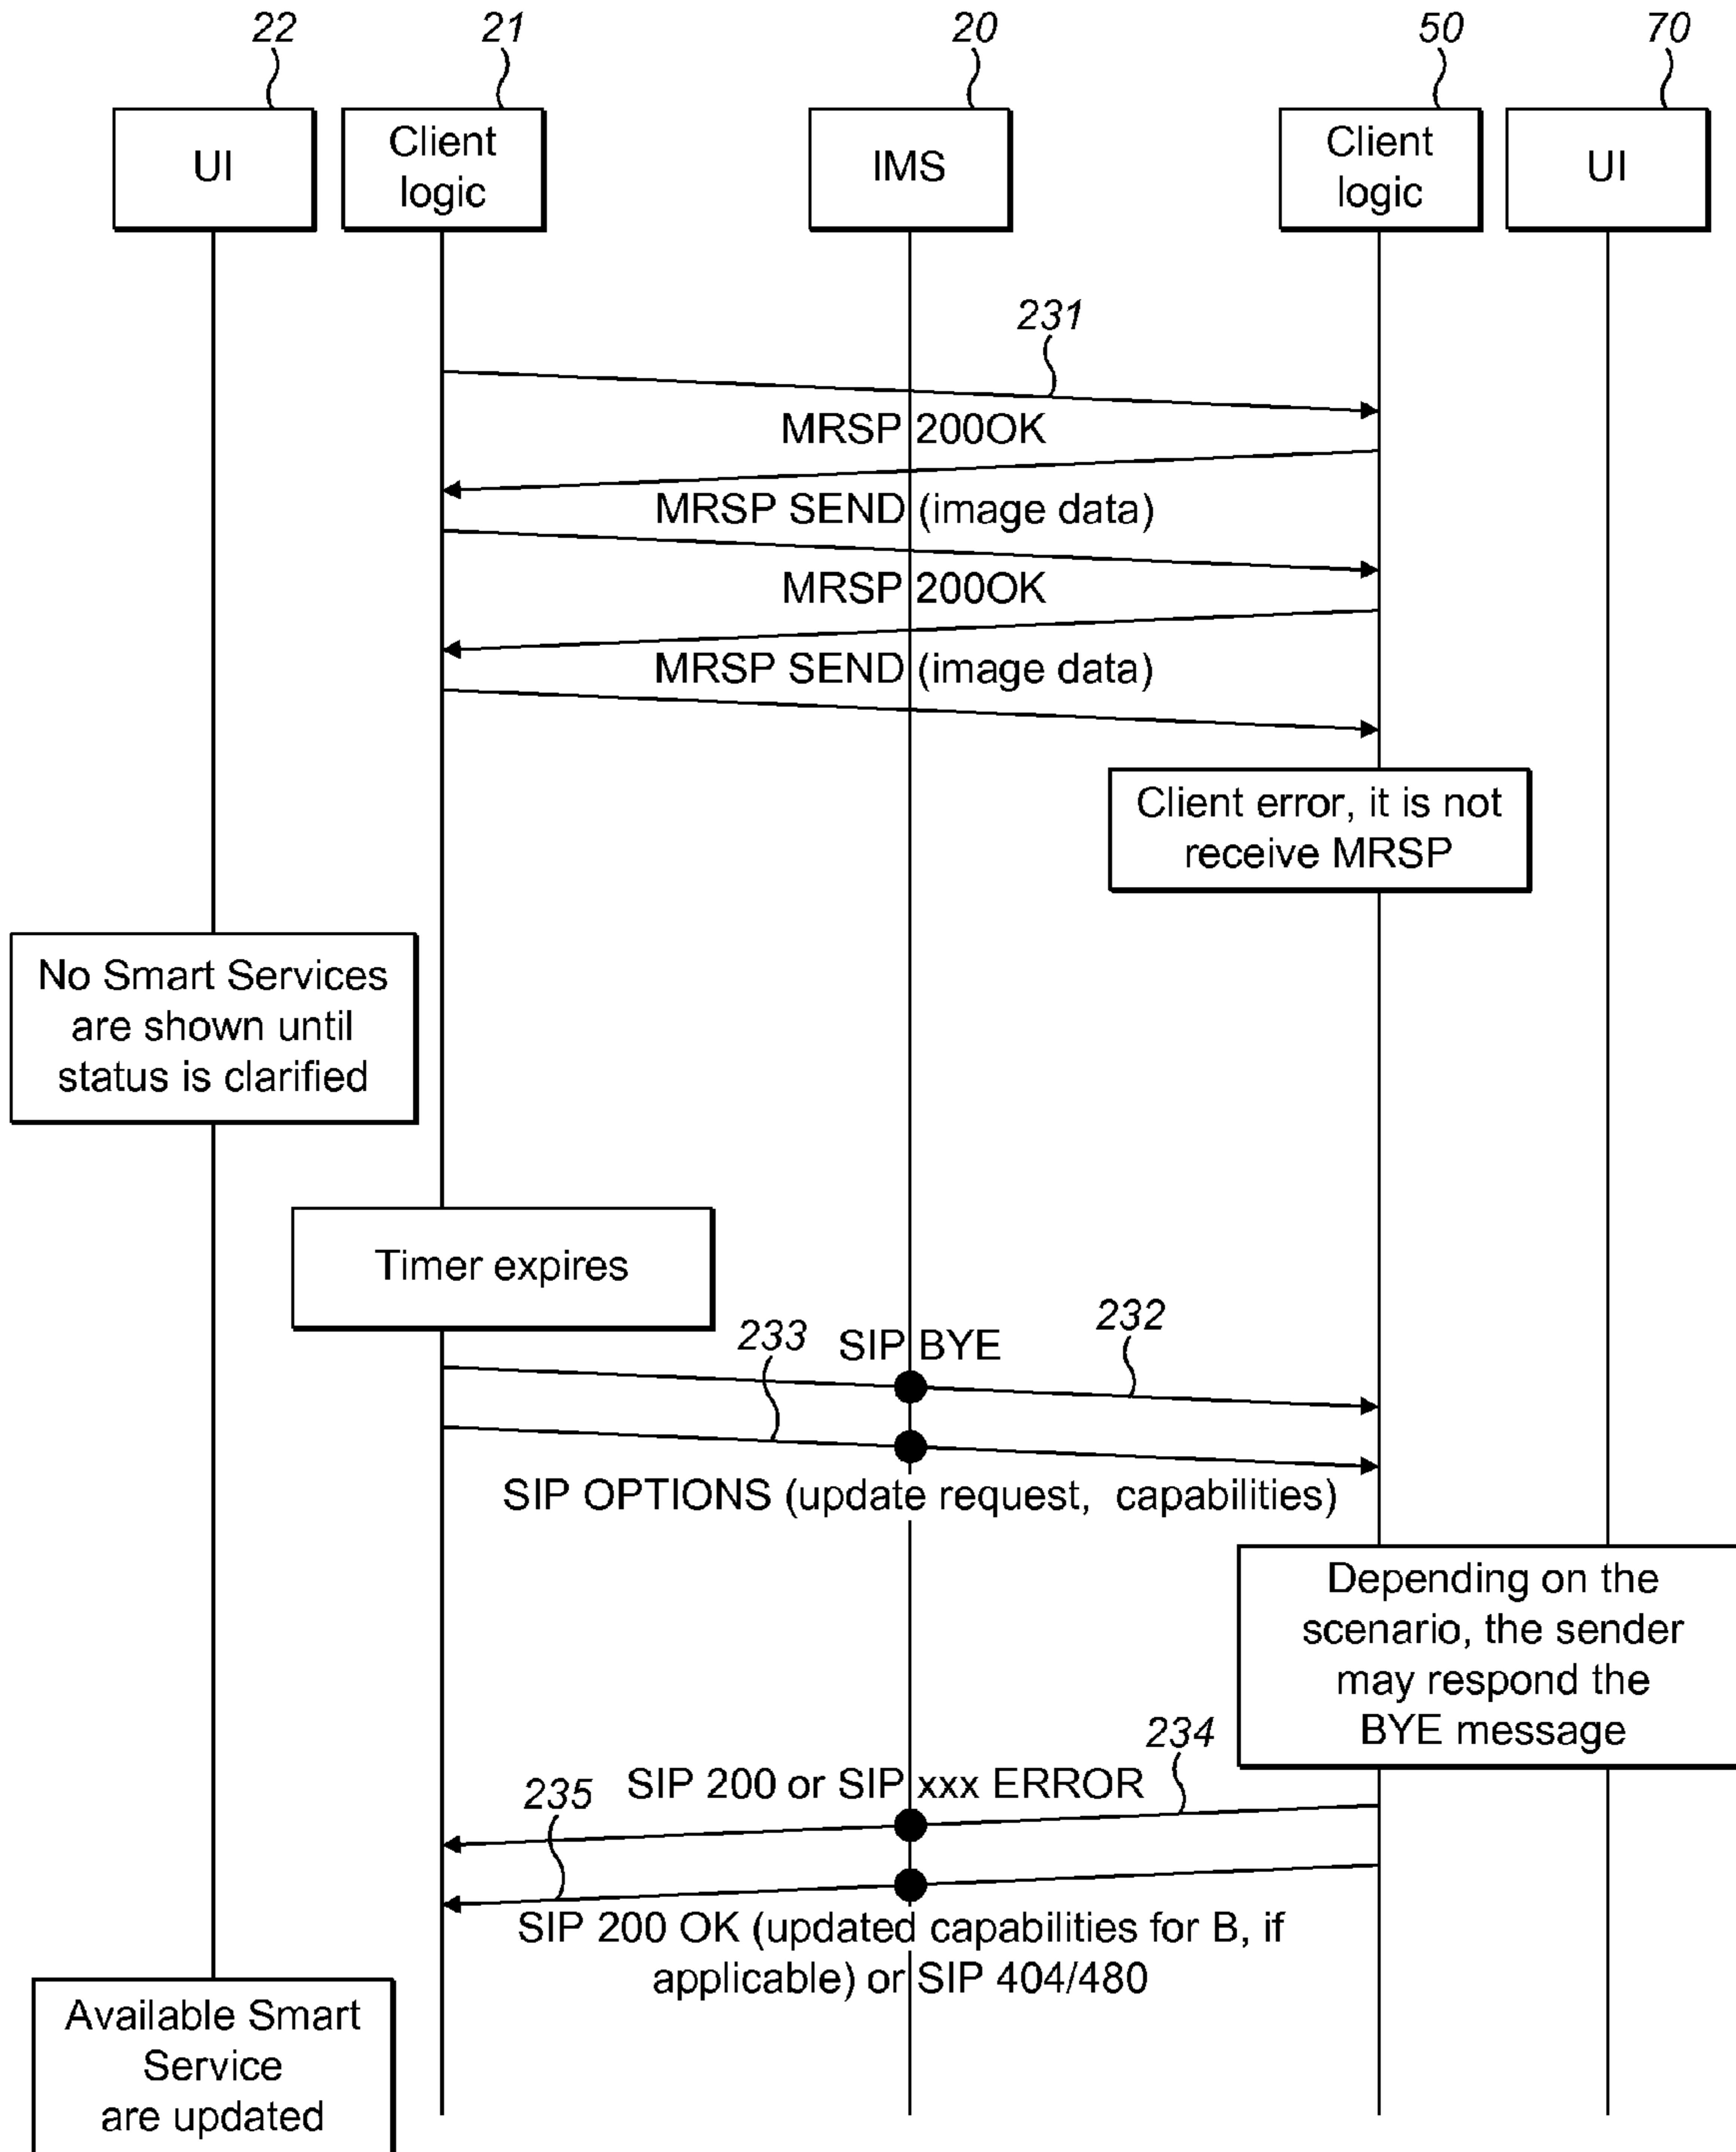 22
21
20
50
70
UI
Client
logic
IMS
Client
logic
UI
231
MRSP 200OK
MRSP SEND (image data)
MRSP 200OK
MRSP SEND (image data)
Client error, it is not
receive MRSP
No Smart Services
are shown until
status is clarified
Timer expires
233
SIP BYE
232
SIP OPTIONS (update request, capabilities)
Depending on the
scenario, the sender
may respond the
BYE message
234
SIP 200 or SIP xxx ERROR
235
SIP 200 OK (updated capabilities for B, if
applicable) or SIP 404/480
Available Smart
Service
are updated